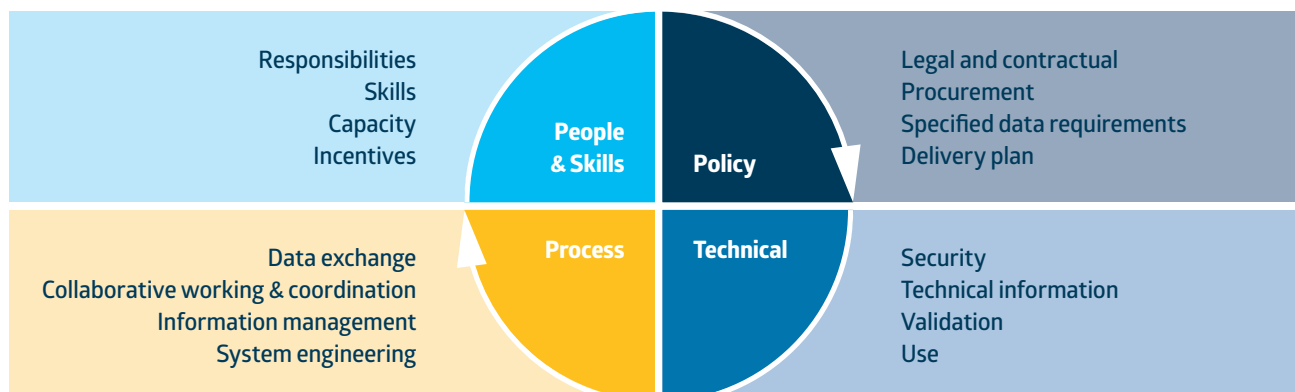 Responsibilities
Skills
Capacity
Incentives
People
& Skills
Policy
Legal and contractual
Procurement
Specified data requirements
Delivery plan
Data exchange
Collaborative working & coordination
Information management
System engineering
Process
Technical
Security
Technical information
Validation
Use